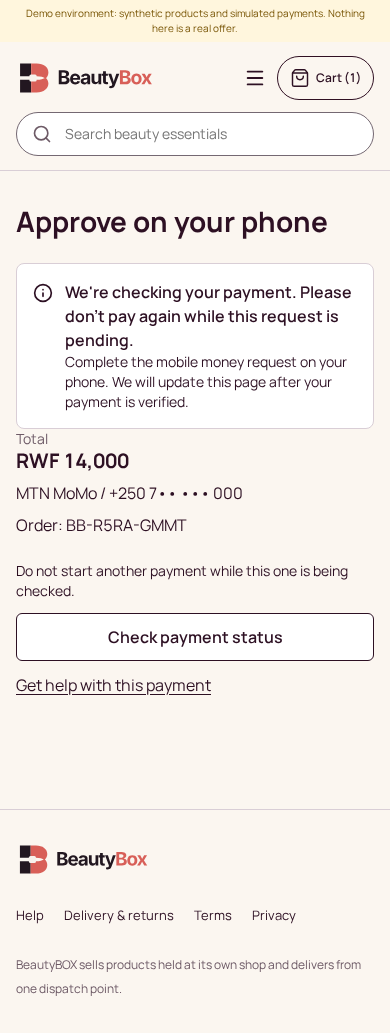 Demo environment: synthetic products and simulated payments. Nothing
here is a real offer.
BeautyBox
Cart (1)
Search beauty essentials
Approve on your phone
We're checking your payment. Please
don't pay again while this request is
pending.
Complete the mobile money request on your
phone. We will update this page after your
payment is verified.
Total
RWF 14,000
MTN MoMo / +250 7•• ••• 000
Order: BB-R5RA-GMMT
Do not start another payment while this one is being
checked.
Check payment status
Get help with this payment
BeautyBox
Help Delivery & returns Terms Privacy
BeautyBOX sells products held at its own shop and delivers from
one dispatch point.